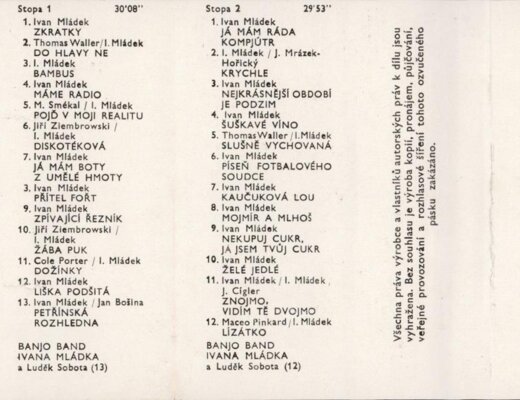 Stopa 1 30'08"
1. Ivan Mládek
ZKRATKY
2. Thomas Waller/I. Mládek
DO HLAVY NE
3. I. Mládek
BAMBUS
4. Ivan Mládek
MÁME RADIO
5. M. Smékal / I. Mládek
POJĎ V MOJI REALITU
6. Jiří Ziembrowski /
I. Mládek
DISKOTÉKOVÁ
7. Ivan Mládek
JÁ MÁM BOTY
Z UMĚLÉ HMOTY
3. Ivan Mládek
PŘÍTEL FOŘT
9. Ivan Mládek
ZPÍVAJÍCÍ ŘEZNÍK
10. Jiří Ziembrowski /
I. Mládek
ŽÁBA PUK
11. Cole Porter / I. Mládek
DOŽÍNKY
12. Ivan Mládek
LIŠKA PODŠITÁ
13. Ivan Mládek / Jan Bošina
PETŘÍNSKÁ
ROZHLEDNA
BANJO BAND
IVANA MLÁDKA
a Luděk Sobota (13)
Stopa 2 29'53"
1. Ivan Mládek
JÁ MÁM RÁDA
KOMPJÚTR
2. I. Mládek / J. Mrázek-
Hořický
KRYCHLE
3. Ivan Mládek
NEJKRÁSNĚJŠÍ OBDOBÍ
JE PODZIM
4. Ivan Mládek
ŠUŠKAVÉ VÍNO
5. Thomas Waller/I. Mládek
SLUŠNĚ VYCHOVANÁ
6. Ivan Mládek
PÍSEŇ FOTBALOVÉHO
SOUDCE
7. Ivan Mládek
KAUČUKOVÁ LOU
8. Ivan Mládek
MOJMÍR A MLHOŠ
9. Ivan Mládek
NEKUPUJ CUKR,
JÁ JSEM TVŮJ CUKR
10. Ivan Mládek
ŽELÉ JEDLÉ
11. Ivan Mládek / I. Mládek,
J. Cigler
ZNOJMO,
VIDÍM TĚ DVOJMO
12. Maceo Pinkard / I. Mládek
LÍZÁTKO
BANJO BAND
IVANA MLÁDKA
a Luděk Sobota (12)
Všechna práva výrobce a vlastníků autorských práv k dílu jsou
vyhražena. Bez souhlasu je výroba kopií, pronájem, půjčování,
veřejné provozování a rozhlasové šíření tohoto ozvučeného
pásku zakázáno.